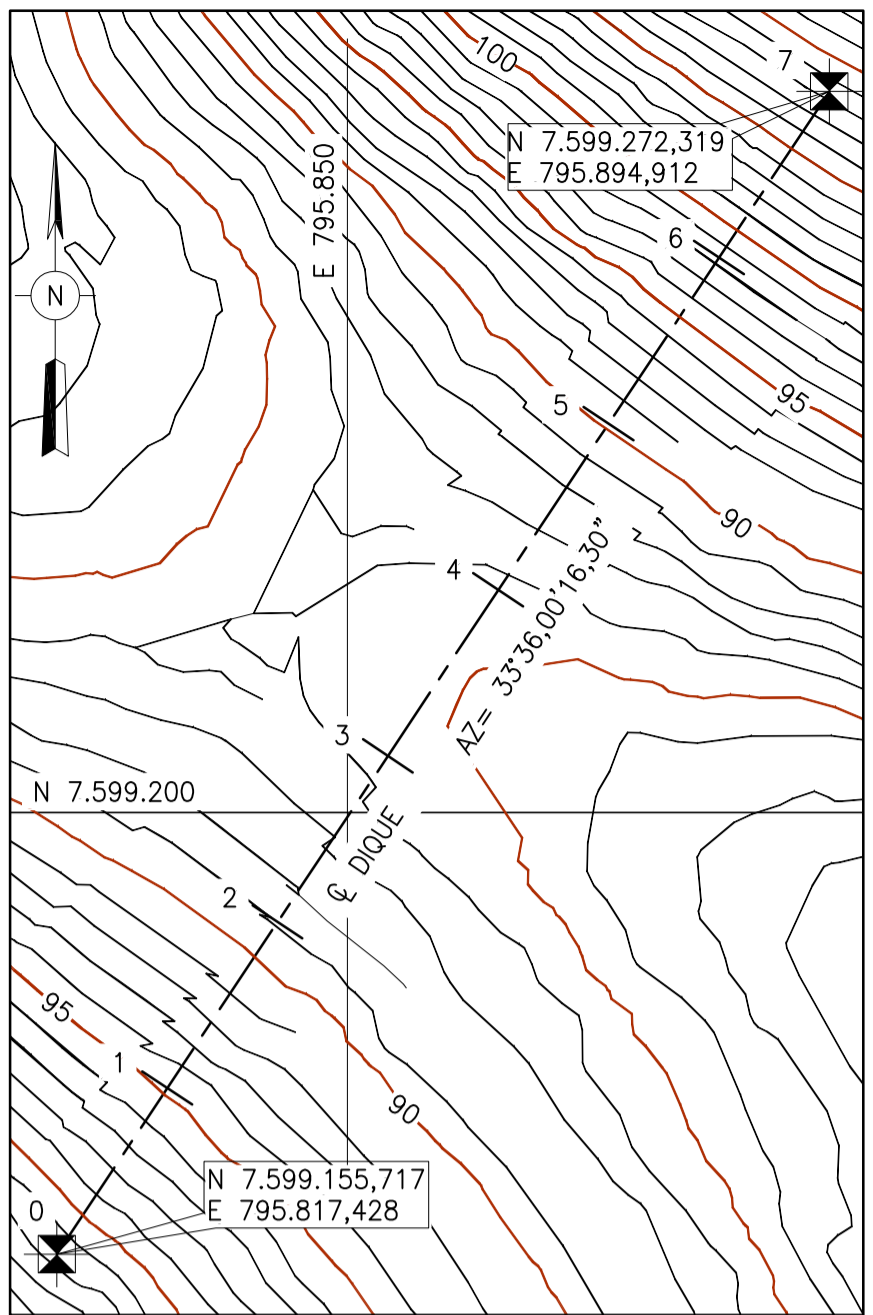 100
7
N 7.599.272,319
E 795.894,912
E 795.850
6
N
95
5
90
4
AZ= 33°36,00'16,30"
3
N 7.599.200
℄ DIQUE
2
95
1
90
N 7.599.155,717
E 795.817,428
0